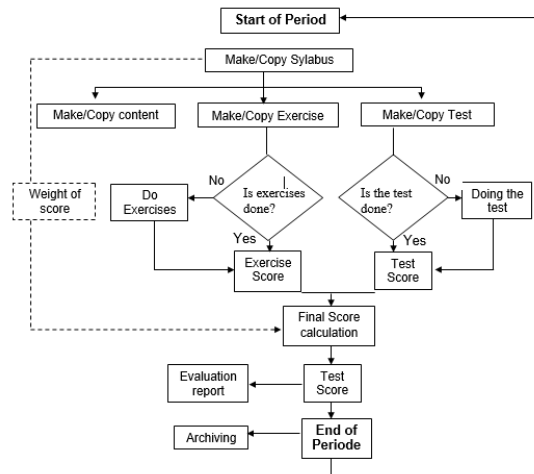 Start of Period
Make/Copy Sylabus
Make/Copy content
Make/Copy Exercise
Make/Copy Test
No
Is exercises
done?
Is the test
done?
No
Weight of
score
Do
Exercises
Doing the
test
Yes
Yes
Exercise
Score
Test
Score
Final Score
calculation
Evaluation
report
Test
Score
Archiving
End of
Periode